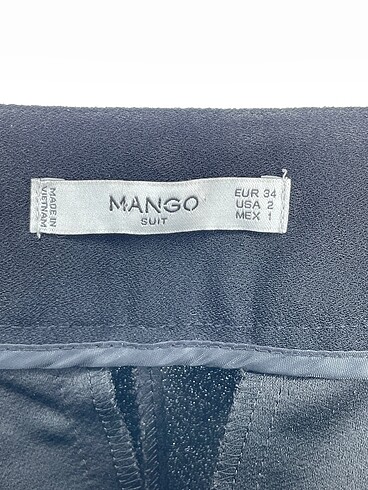 MADE IN
VIETNAM
MANGO
SUIT
EUR 34
USA 2
MEX 1